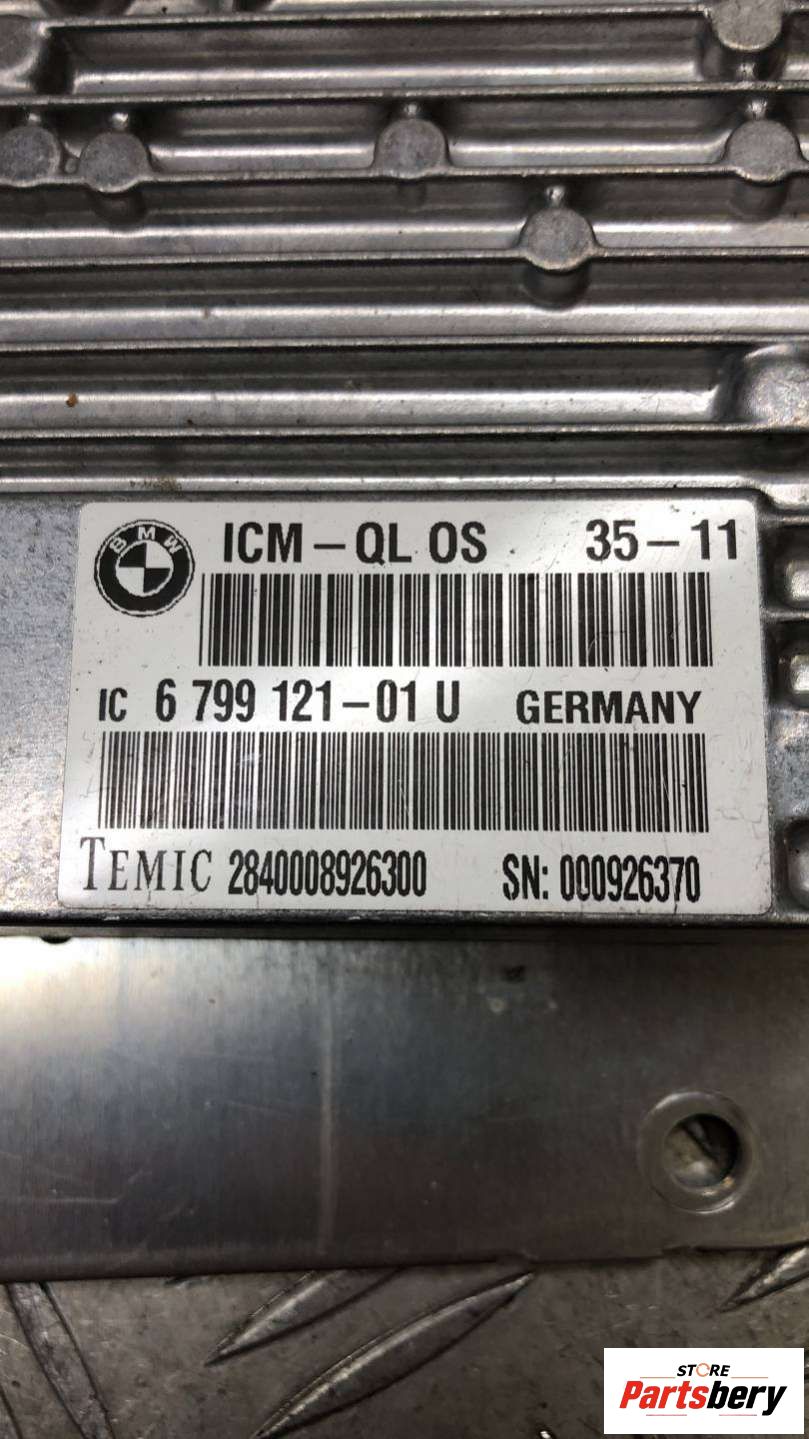 BMW
ICM-QL OS 35-11
IC 6 799 121-01 U GERMANY
TEMIC 2840008926300 SN: 000926370
STORE
Partsbery